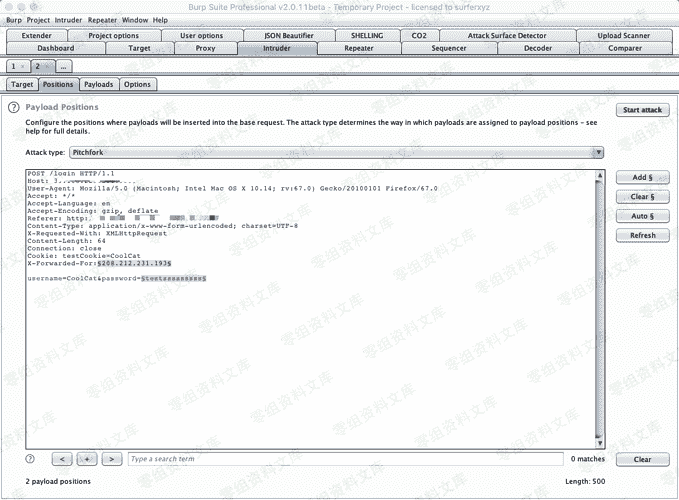 Burp Suite Professional v2.0.11beta - Temporary Project - licensed to surferxyz
Burp Project Intruder Repeater Window Help
Extender Project options User options JSON Beautifier SHELLING CO2 Attack Surface Detector Upload Scanner
Dashboard Target Proxy Intruder Repeater Sequencer Decoder Comparer
1 × 2 × ...
Target Positions Payloads Options
? Payload Positions
Start attack
Configure the positions where payloads will be inserted into the base request. The attack type determines the way in which payloads are assigned to payload positions - see
help for full details.
Attack type: Pitchfork
POST /login HTTP/1.1
Host: 3
User-Agent: Mozilla/5.0 (Macintosh; Intel Mac OS X 10.14; rv:67.0) Gecko/20100101 Firefox/67.0
Accept: */*
Accept-Language: en
Accept-Encoding: gzip, deflate
Referer: http:
Content-Type: application/x-www-form-urlencoded; charset=UTF-8
X-Requested-With: XMLHttpRequest
Content-Length: 64
Connection: close
Cookie: testCookie=CoolCat
X-Forwarded-For:§208.212.231.193§
username=CoolCat&password=
Add §
Clear §
Auto §
Refresh
? < + > Type a search term 0 matches Clear
2 payload positions Length: 500
零组资料文库